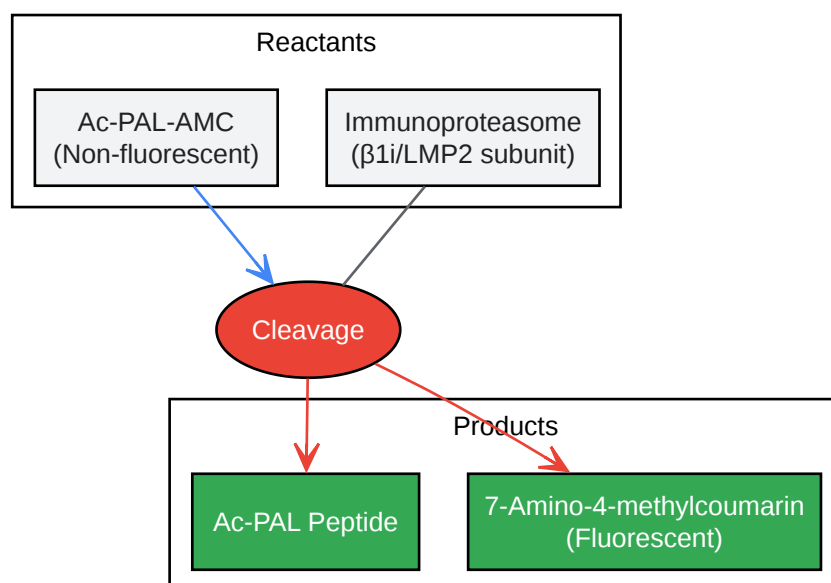 Reactants
Ac-PAL-AMC
(Non-fluorescent)
Immunoproteasome
(β1i/LMP2 subunit)
Cleavage
Products
Ac-PAL Peptide
7-Amino-4-methylcoumarin
(Fluorescent)